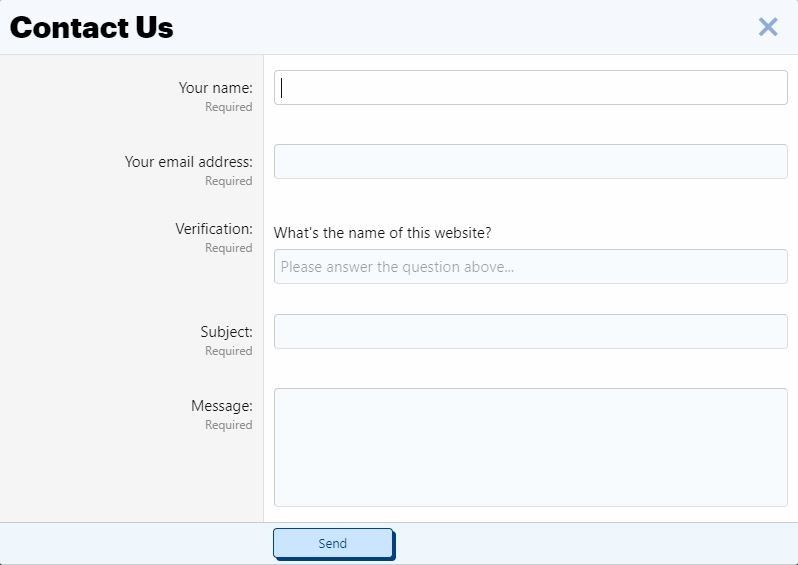 Contact Us
Your name:
Required
Your email address:
Required
Verification:
Required
What's the name of this website?
Please answer the question above...
Subject:
Required
Message:
Required
Send